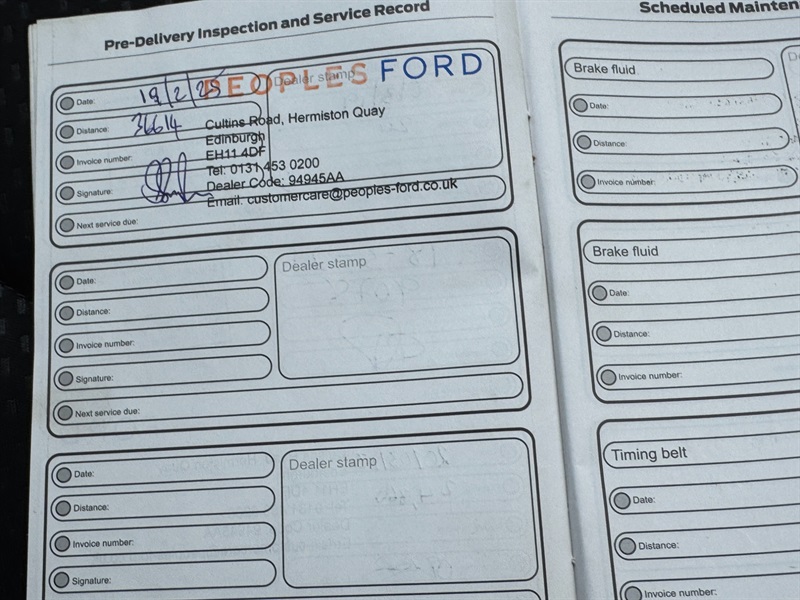 Pre-Delivery Inspection and Service Record
Date: 19/2/25
Distance: 36614
Invoice number:
Signature:
Next service due:
Dealer stamp
PEOPLES FORD
Cultins Road, Hermiston Quay
Edinburgh
EH11 4DF
Tel: 0131 453 0200
Dealer Code: 94945AA
Email: customercare@peoples-ford.co.uk
Date:
Distance:
Invoice number:
Signature:
Next service due:
Dealer stamp
Date:
Distance:
Invoice number:
Signature:
Dealer stamp
Scheduled Mainten
Brake fluid
Date:
Distance:
Invoice number:
Brake fluid
Date:
Distance:
Invoice number:
Timing belt
Date:
Distance:
Invoice number: